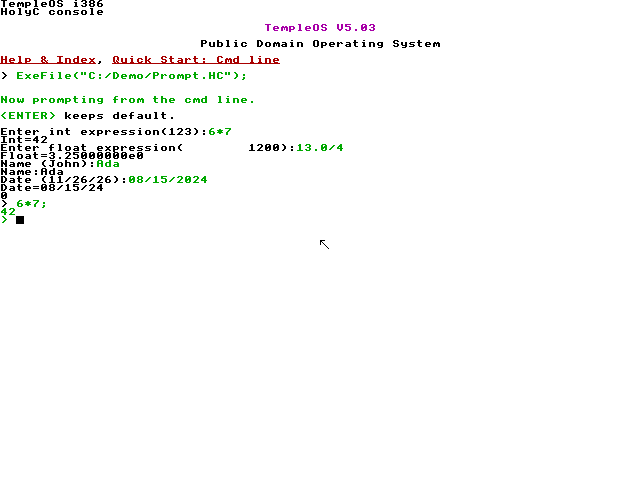 TempleOS i386
HolyC console
TempleOS V5.03
Public Domain Operating System
Help & Index, Quick Start: Cmd line
> ExeFile("C:/Demo/Prompt.HC");
Now prompting from the cmd line.
<ENTER> keeps default.
Enter int expression(123):6*7
Int=42
Enter float expression(        1200):13.0/4
Float=3.25000000e0
Name (John):Ada
Name:Ada
Date (11/26/26):08/15/2024
Date=08/15/24
0
> 6*7;
42
>